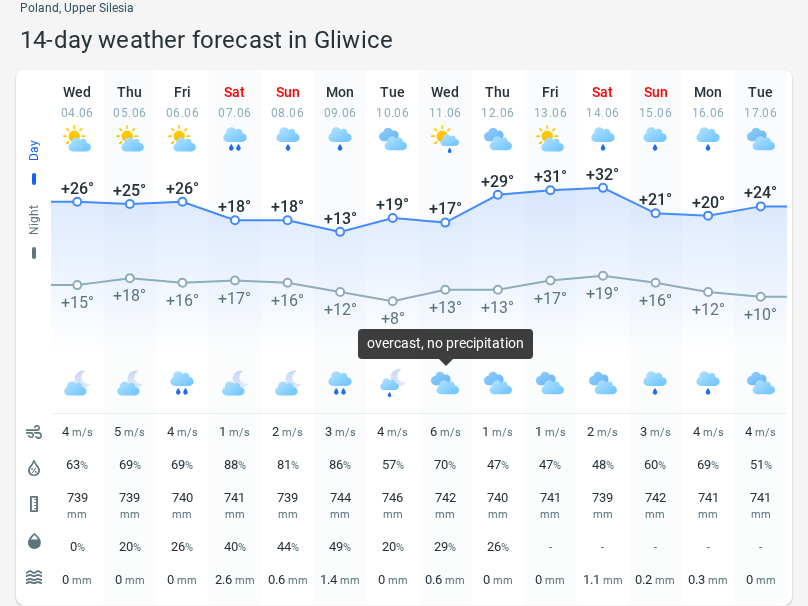 Poland, Upper Silesia
14-day weather forecast in Gliwice
Wed Thu Fri Sat Sun Mon Tue Wed Thu Fri Sat Sun Mon Tue
04.06 05.06 06.06 07.06 08.06 09.06 10.06 11.06 12.06 13.06 14.06 15.06 16.06 17.06
Day
+26° +25° +26° +18° +18° +13° +19° +17° +29° +31° +32° +21° +20° +24°
Night
+15° +18° +16° +17° +16° +12° +8° +13° +13° +17° +19° +16° +12° +10°
overcast, no precipitation
4 m/s 5 m/s 4 m/s 1 m/s 2 m/s 3 m/s 4 m/s 6 m/s 1 m/s 1 m/s 2 m/s 3 m/s 4 m/s 4 m/s
63% 69% 69% 88% 81% 86% 57% 70% 47% 47% 48% 60% 69% 51%
739 739 740 741 739 744 746 742 740 741 739 742 741 741
mm mm mm mm mm mm mm mm mm mm mm mm mm mm
0% 20% 26% 40% 44% 49% 20% 29% 26% - - - - -
0 mm 0 mm 0 mm 2.6 mm 0.6 mm 1.4 mm 0 mm 0.6 mm 0 mm 0 mm 1.1 mm 0.2 mm 0.3 mm 0 mm